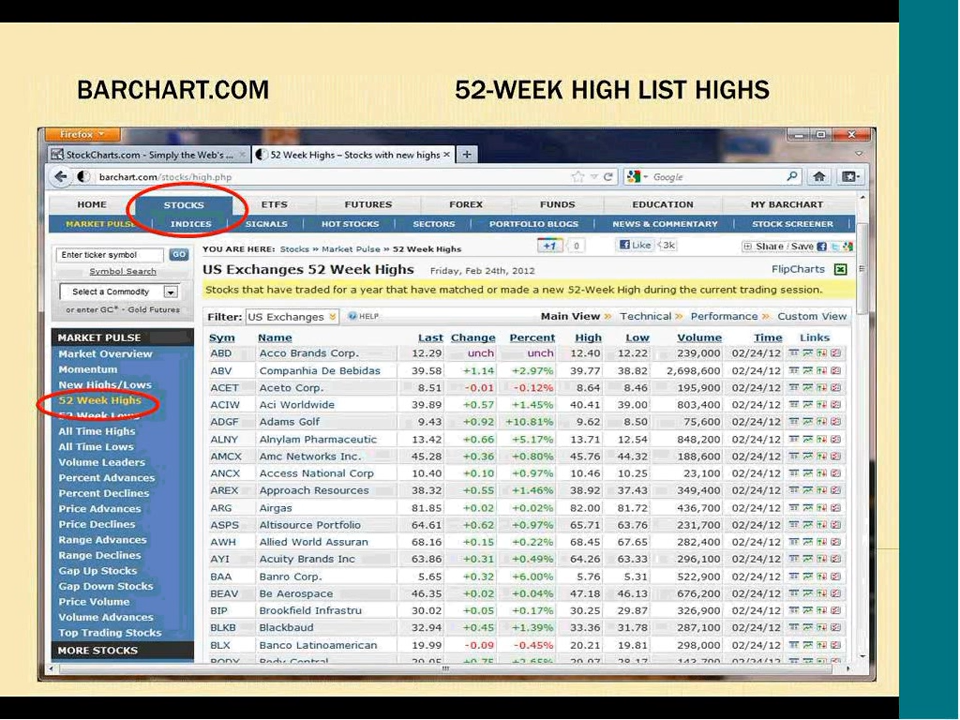 BARCHART.COM 52-WEEK HIGH LIST HIGHS
Firefox
StockCharts.com - Simply the Web's ... × 52 Week Highs – Stocks with new highs × +
barchart.com/stocks/high.php Google
HOME STOCKS ETFS FUTURES FOREX FUNDS EDUCATION MY BARCHART
MARKET PULSE INDICES SIGNALS HOT STOCKS SECTORS PORTFOLIO BLOGS NEWS & COMMENTARY STOCK SCREENER
Enter ticker symbol GO
Symbol Search
Select a Commodity
or enter GC* - Gold Futures
YOU ARE HERE: Stocks » Market Pulse » 52 Week Highs +1 0 Like 3k Share / Save
US Exchanges 52 Week Highs Friday, Feb 24th, 2012 FlipCharts
Stocks that have traded for a year that have matched or made a new 52-Week High during the current trading session.
Filter: US Exchanges HELP Main View » Technical » Performance » Custom View
MARKET PULSE
Market Overview
Momentum
New Highs/Lows
52 Week Highs
52 Week Lows
All Time Highs
All Time Lows
Volume Leaders
Percent Advances
Percent Declines
Price Advances
Price Declines
Range Advances
Range Declines
Gap Up Stocks
Gap Down Stocks
Price Volume
Volume Advances
Top Trading Stocks
MORE STOCKS
Sym Name Last Change Percent High Low Volume Time Links
ABD Acco Brands Corp. 12.29 unch unch 12.40 12.22 239,000 02/24/12
ABV Companhia De Bebidas 39.58 +1.14 +2.97% 39.77 38.82 2,698,600 02/24/12
ACET Aceto Corp. 8.51 -0.01 -0.12% 8.64 8.46 195,900 02/24/12
ACIW Aci Worldwide 39.89 +0.57 +1.45% 40.41 39.00 803,400 02/24/12
ADGF Adams Golf 9.43 +0.92 +10.81% 9.62 8.50 75,600 02/24/12
ALNY Alnylam Pharmaceutic 13.42 +0.66 +5.17% 13.71 12.54 848,200 02/24/12
AMCX Amc Networks Inc. 45.28 +0.36 +0.80% 45.76 44.32 188,600 02/24/12
ANCX Access National Corp 10.40 +0.10 +0.97% 10.46 10.25 23,100 02/24/12
AREX Approach Resources 38.32 +0.55 +1.46% 38.92 37.43 349,400 02/24/12
ARG Airgas 81.85 +0.02 +0.02% 82.00 81.72 436,700 02/24/12
ASPS Altisource Portfolio 64.61 +0.62 +0.97% 65.71 63.76 231,700 02/24/12
AWH Allied World Assuran 68.16 +0.15 +0.22% 68.45 67.65 282,400 02/24/12
AYI Acuity Brands Inc 63.86 +0.31 +0.49% 64.26 63.33 296,100 02/24/12
BAA Banro Corp. 5.65 +0.32 +6.00% 5.76 5.31 522,900 02/24/12
BEAV Be Aerospace 46.35 +0.02 +0.04% 47.18 46.13 676,200 02/24/12
BIP Brookfield Infrastru 30.02 +0.05 +0.17% 30.25 29.87 326,900 02/24/12
BLKB Blackbaud 32.94 +0.45 +1.39% 33.36 31.78 287,100 02/24/12
BLX Banco Latinoamerican 19.99 -0.09 -0.45% 20.21 19.81 298,000 02/24/12
BODY Body Central +0.75 +2.65% 28.17 02/24/12